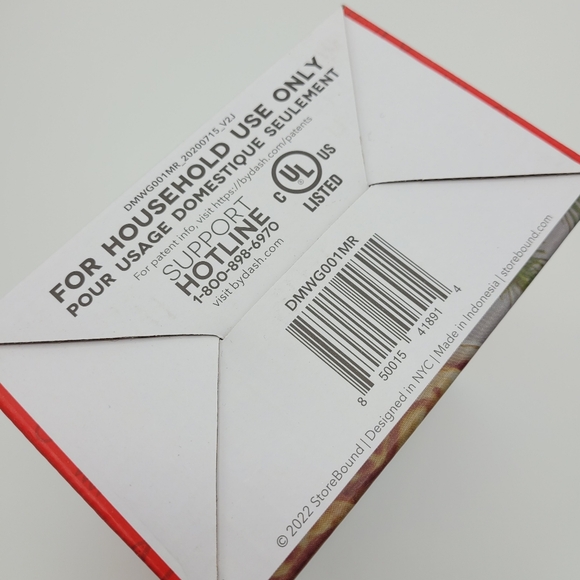 DMWG001MR_20200715_V2J
FOR HOUSEHOLD USE ONLY
POUR USAGE DOMESTIQUE SEULEMENT
For patent info, visit https://bydash.com/patents
SUPPORT
HOTLINE
1-800-898-6970
visit bydash.com
C UL US
LISTED
DMWG001MR
8 50015 41891 4
© 2022 StoreBound | Designed in NYC | Made in Indonesia | storebound.com